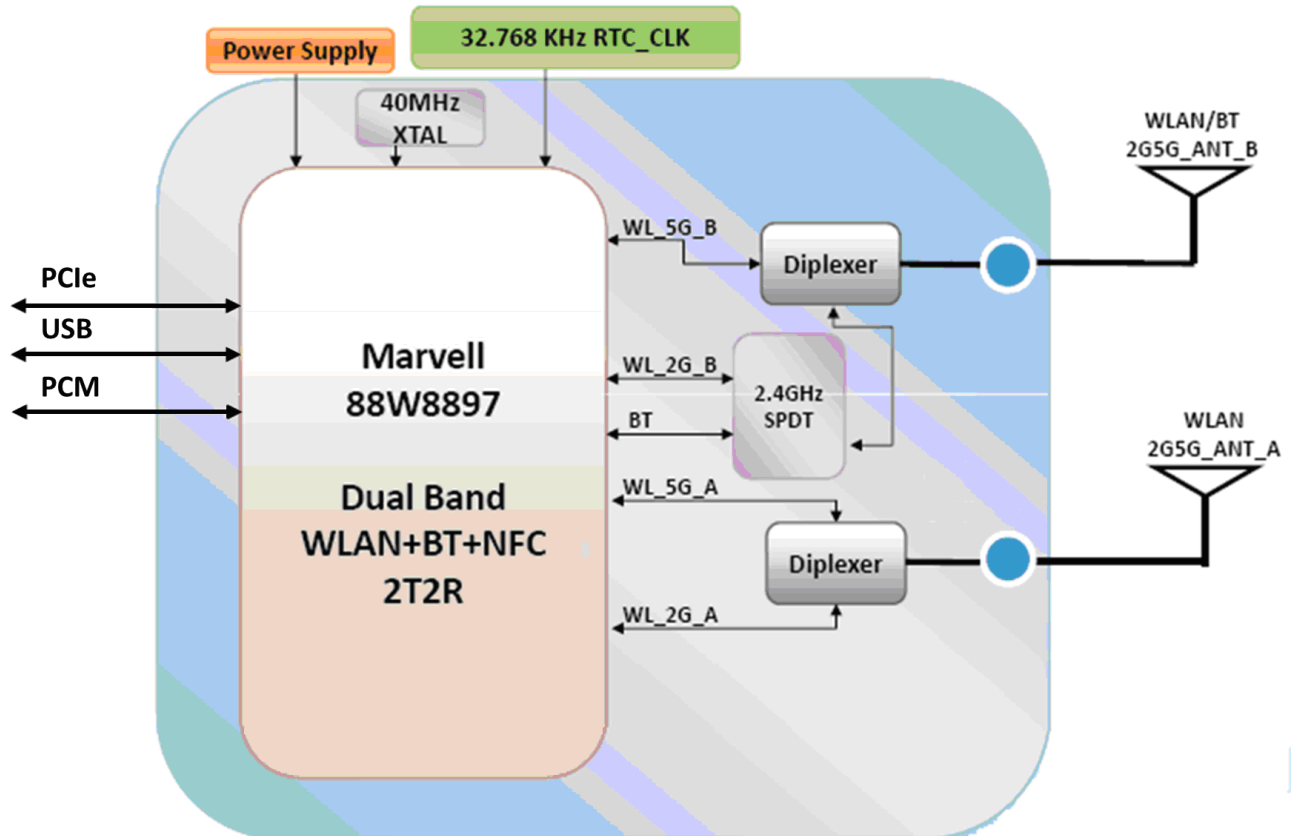 Power Supply
32.768 KHz RTC_CLK
40MHz
XTAL
WLAN/BT
2G5G_ANT_B
WL_5G_B
Diplexer
PCIe
USB
PCM
Marvell
88W8897
WL_2G_B
BT
2.4GHz
SPDT
WLAN
2G5G_ANT_A
Dual Band
WLAN+BT+NFC
2T2R
WL_5G_A
Diplexer
WL_2G_A